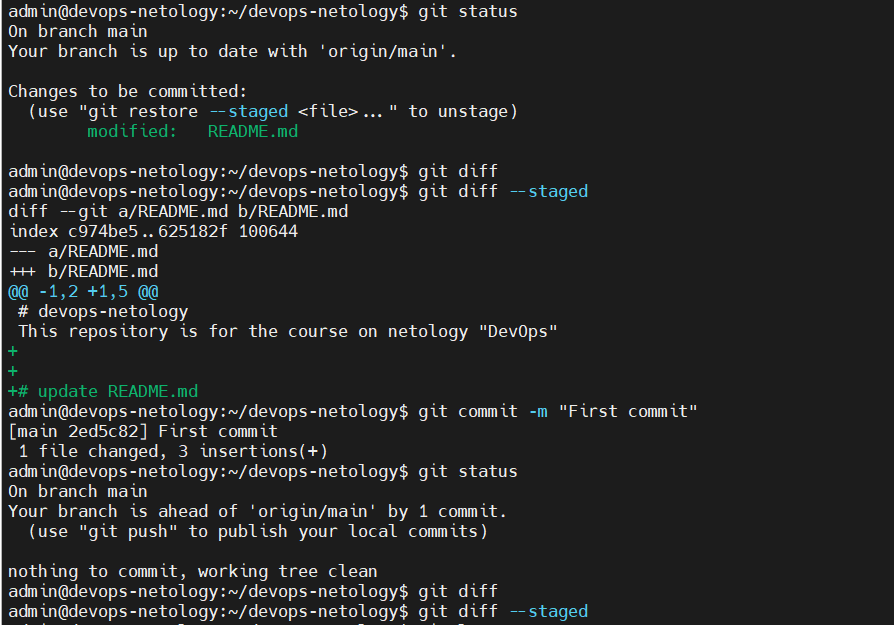 admin@devops-netology:~/devops-netology$ git status
On branch main
Your branch is up to date with 'origin/main'.

Changes to be committed:
  (use "git restore --staged <file>..." to unstage)
        modified:   README.md

admin@devops-netology:~/devops-netology$ git diff
admin@devops-netology:~/devops-netology$ git diff --staged
diff --git a/README.md b/README.md
index c974be5..625182f 100644
--- a/README.md
+++ b/README.md
@@ -1,2 +1,5 @@
 # devops-netology
 This repository is for the course on netology "DevOps"
+
+
+# update README.md
admin@devops-netology:~/devops-netology$ git commit -m "First commit"
[main 2ed5c82] First commit
 1 file changed, 3 insertions(+)
admin@devops-netology:~/devops-netology$ git status
On branch main
Your branch is ahead of 'origin/main' by 1 commit.
  (use "git push" to publish your local commits)

nothing to commit, working tree clean
admin@devops-netology:~/devops-netology$ git diff
admin@devops-netology:~/devops-netology$ git diff --staged